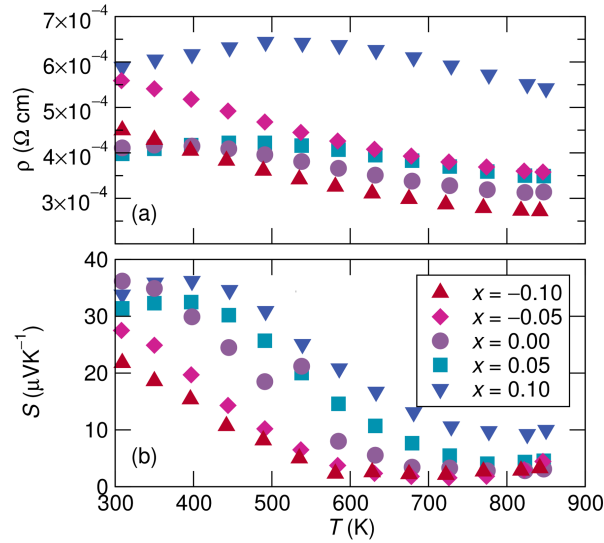 7×10⁻⁴
6×10⁻⁴
5×10⁻⁴
4×10⁻⁴
3×10⁻⁴
ρ (Ω cm)
(a)
40
30
20
10
0
S (μVK⁻¹)
x = −0.10
x = −0.05
x = 0.00
x = 0.05
x = 0.10
(b)
300 400 500 600 700 800 900
T (K)